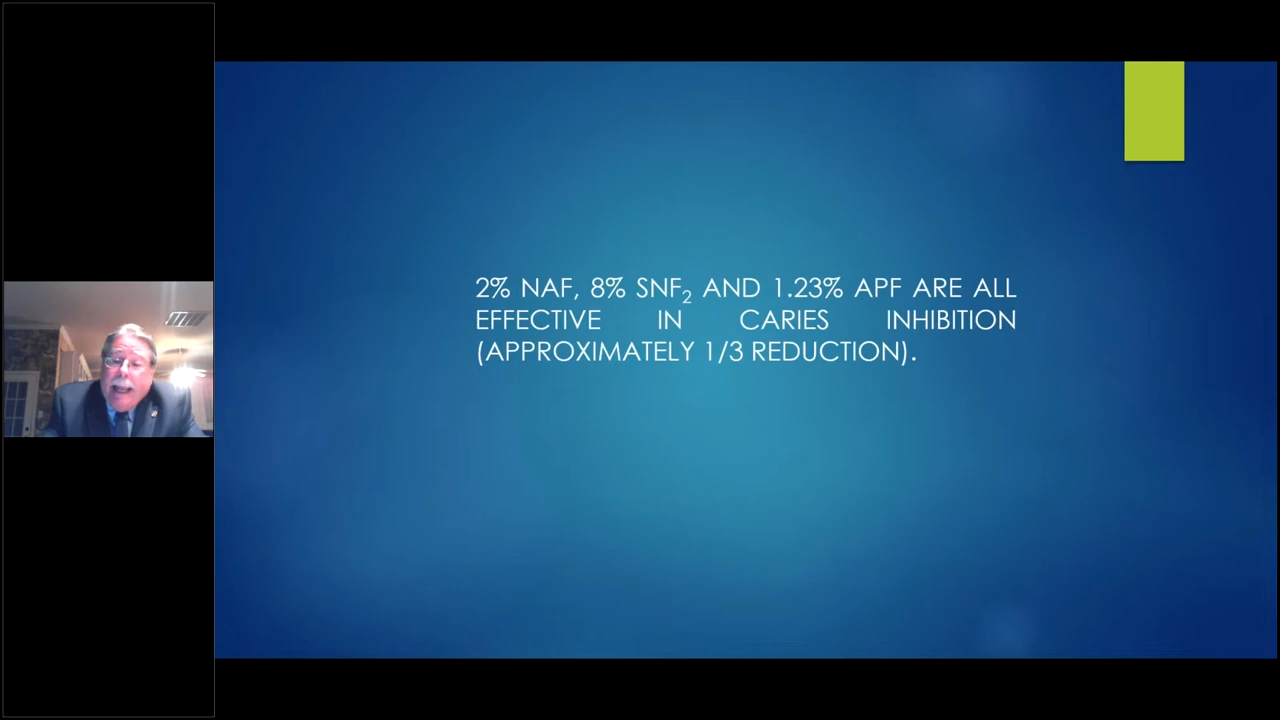 2% NAF, 8% SNF₂ AND 1.23% APF ARE ALL
EFFECTIVE IN CARIES INHIBITION
(APPROXIMATELY 1/3 REDUCTION).